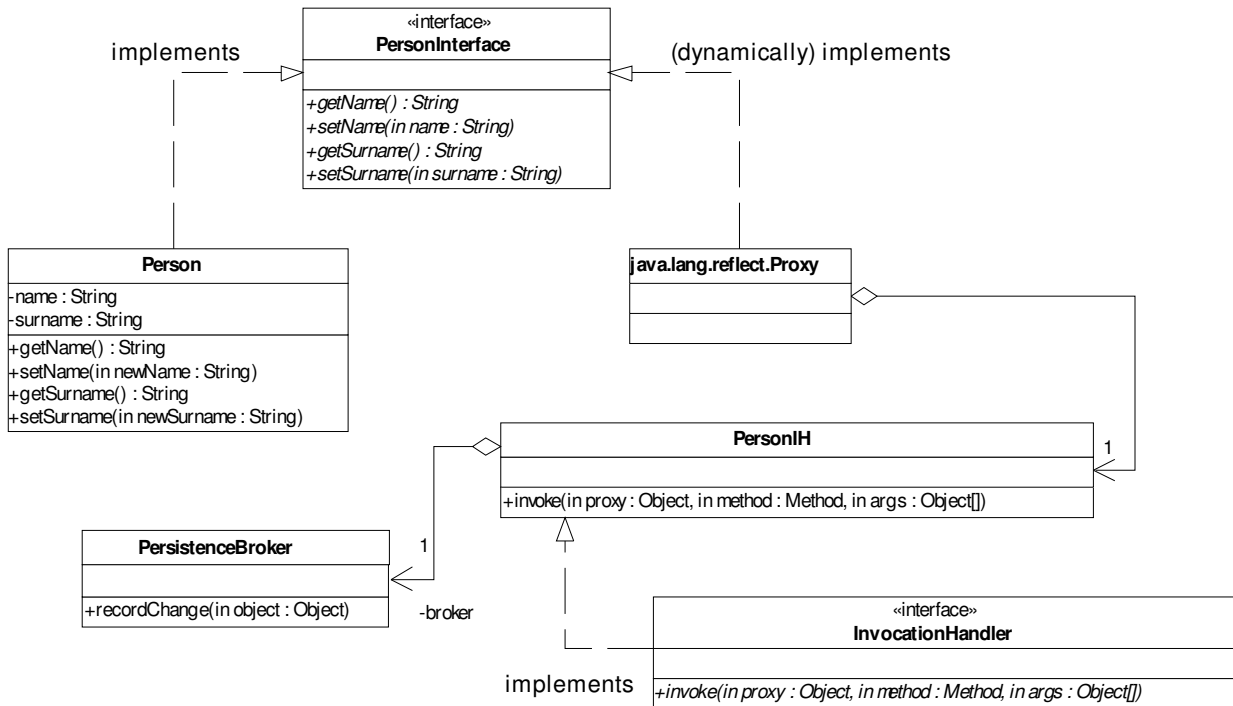 «interface»
PersonInterface
+getName() : String
+setName(in name : String)
+getSurname() : String
+setSurname(in surname : String)
implements
(dynamically) implements
Person
-name : String
-surname : String
+getName() : String
+setName(in newName : String)
+getSurname() : String
+setSurname(in newSurname : String)
java.lang.reflect.Proxy
PersonIH
+invoke(in proxy : Object, in method : Method, in args : Object[])
1
PersistenceBroker
+recordChange(in object : Object)
1
-broker
«interface»
InvocationHandler
+invoke(in proxy : Object, in method : Method, in args : Object[])
implements